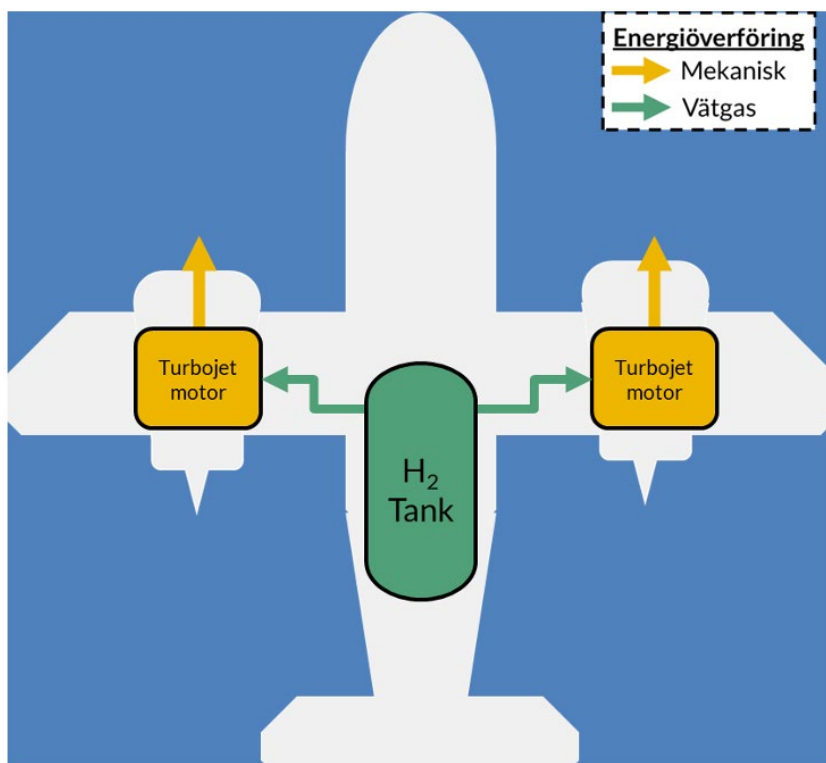 Energiöverföring
Mekanisk
Vätgas
Turbojet
motor
Turbojet
motor
H₂
Tank